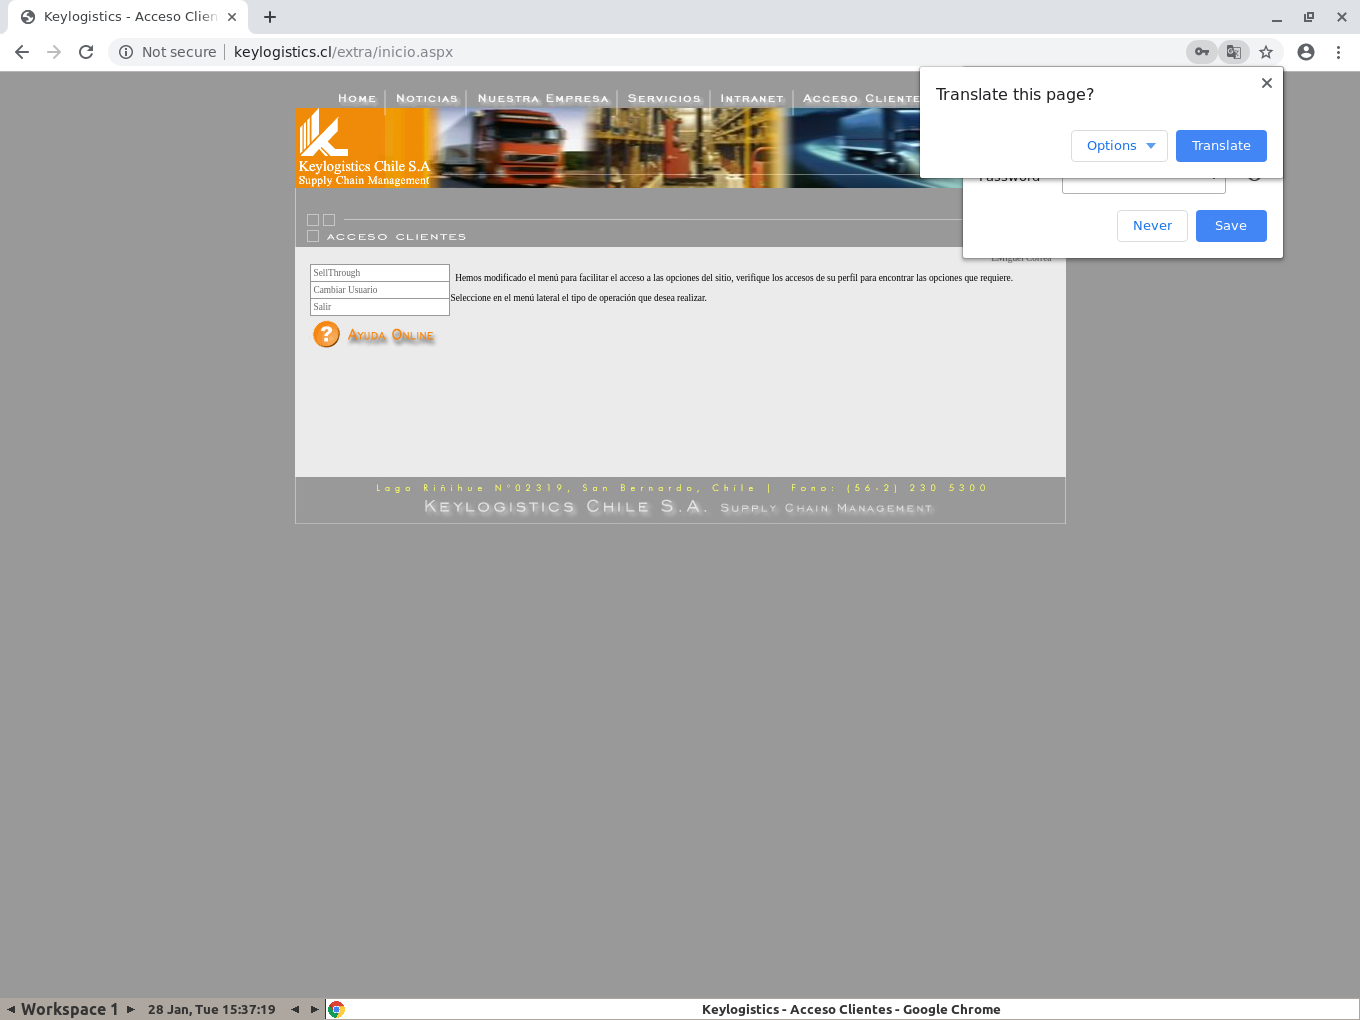 Keylogistics - Acceso Clien
Not secure
keylogistics.cl/extra/inicio.aspx
Translate this page?
Options
Translate
Password
Never
Save
Home
Noticias
Nuestra Empresa
Servicios
Intranet
Acceso Cliente
Keylogistics Chile S.A
Supply Chain Management
ACCESO CLIENTES
SellThrough
Cambiar Usuario
Salir
Ayuda Online
Hemos modificado el menú para facilitar el acceso a las opciones del sitio, verifique los accesos de su perfil para encontrar las opciones que requiere.
Seleccione en el menú lateral el tipo de operación que desea realizar.
Lago Riñihue N°02319, San Bernardo, Chile | Fono: (56-2) 230 5300
Keylogistics Chile S.A. Supply Chain Management
Workspace 1
28 Jan, Tue 15:37:19
Keylogistics - Acceso Clientes - Google Chrome